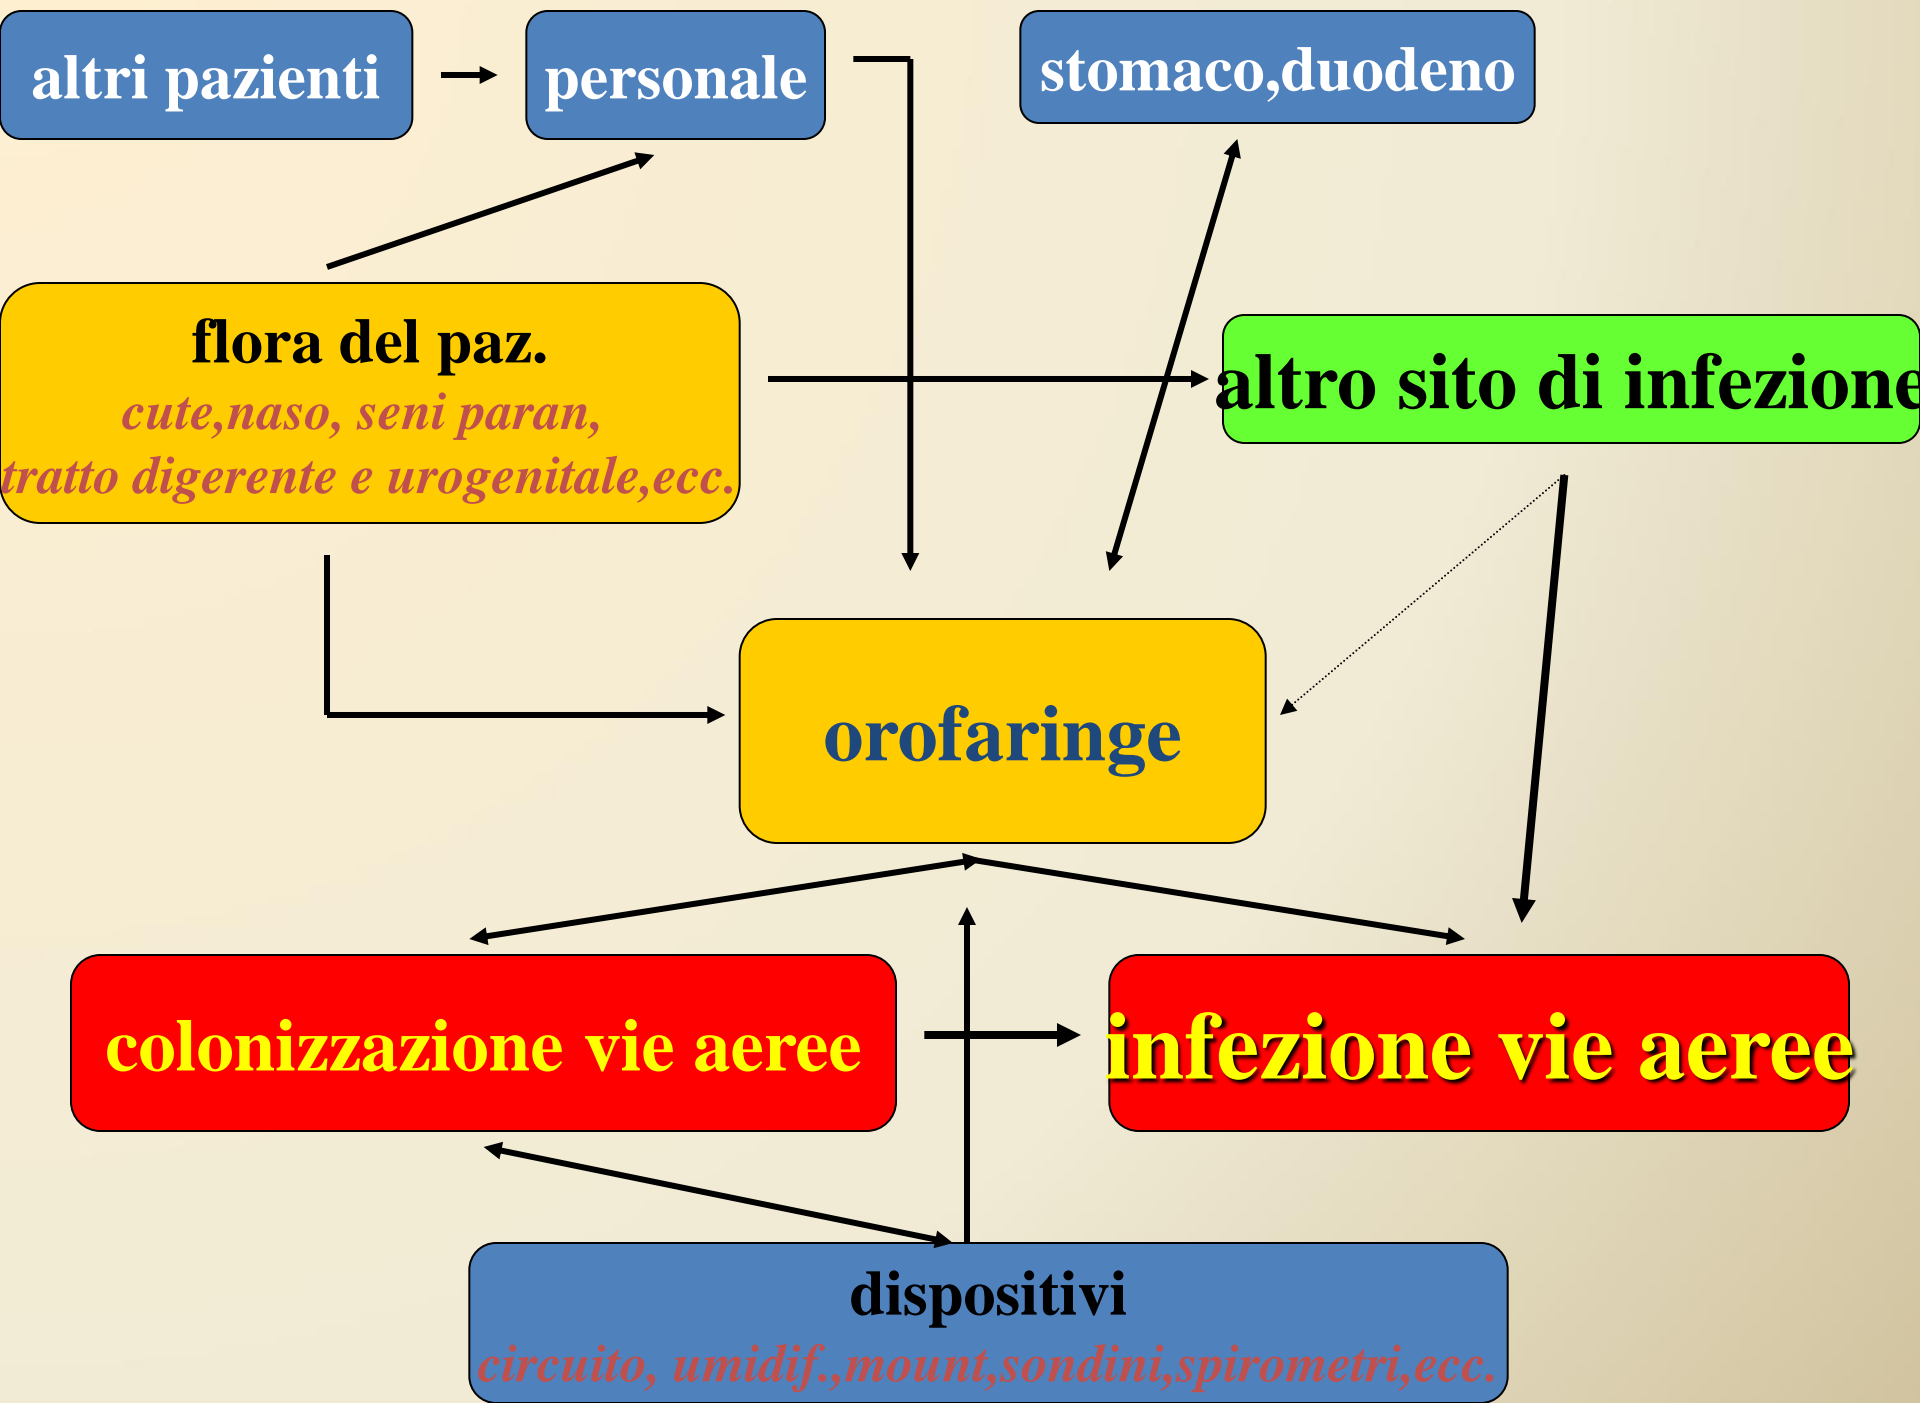 altri pazienti
personale
stomaco,duodeno
flora del paz.
cute,naso, seni paran,
tratto digerente e urogenitale,ecc.
altro sito di infezione
orofaringe
colonizzazione vie aeree
infezione vie aeree
dispositivi
circuito, umidif.,mount,sondini,spirometri,ecc.